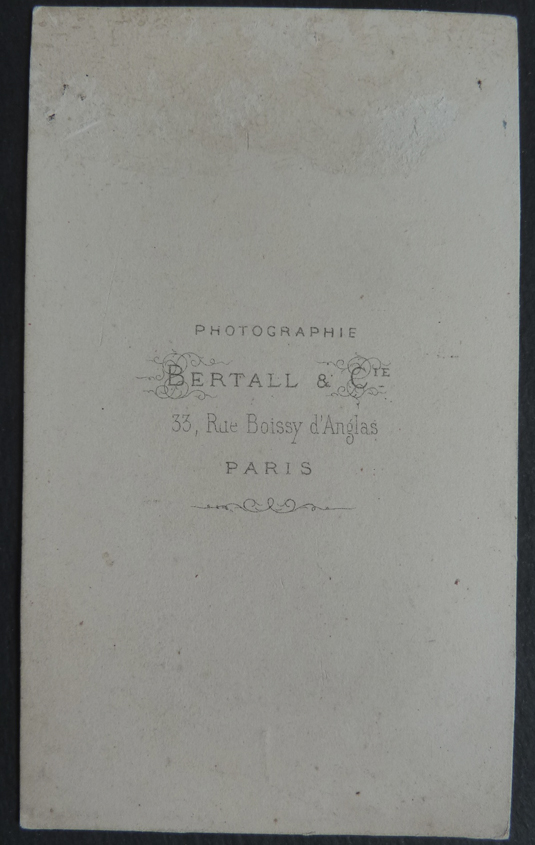 PHOTOGRAPHIE
BERTALL & CIE
33, Rue Boissy d'Anglas
PARIS